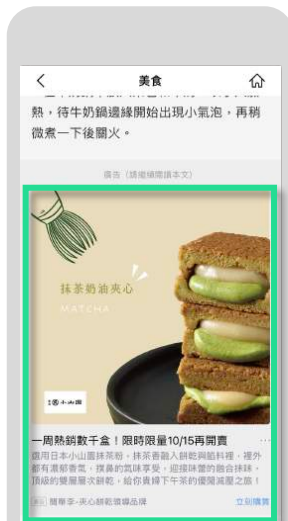 美食
熱，待牛奶鍋邊緣開始出現小氣泡，再稍
微煮一下後關火。
廣告（請繼續閱讀本文）
抹茶奶油夾心
MATCHA
小山園
一周熱銷數千盒！限時限量10/15再開賣
選用日本小山園抹茶粉，抹茶香融入餅乾與餡料裡，裡外
都有濃郁香氣，撲鼻的氣味享受，迎接味蕾的融合抹味，
頂級的雙層層次餅乾，給你貴婦下午茶的優閒減壓之旅！
立刻購買